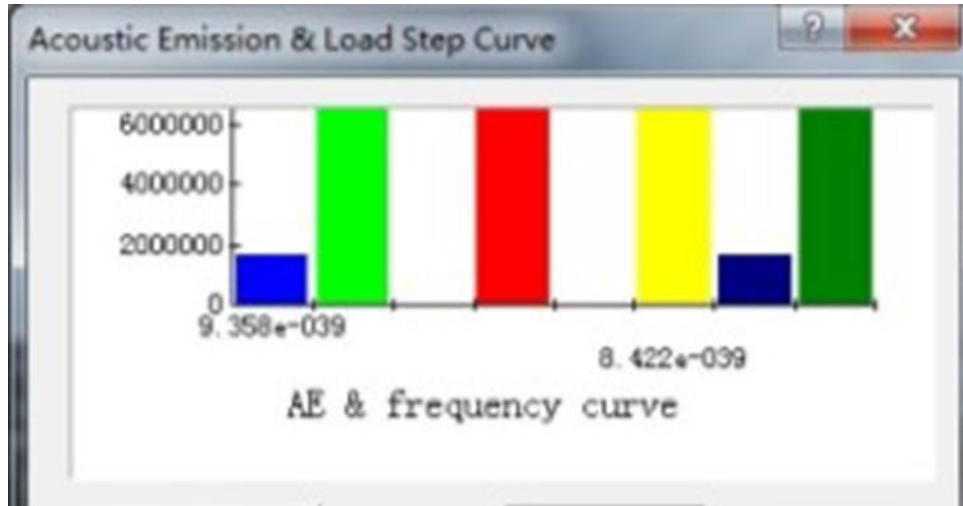 Acoustic Emission & Load Step Curve
6000000
4000000
2000000
0
9.358e-039
8.422e-039
AE & frequency curve